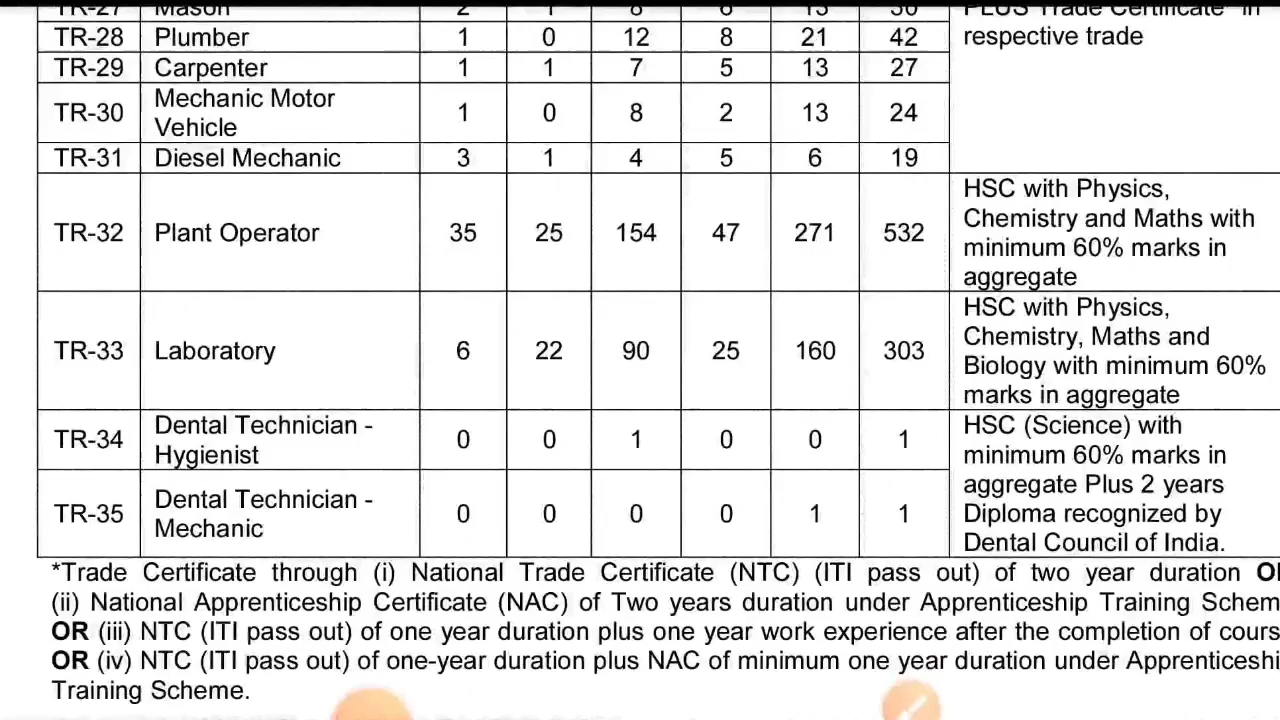 TR-27 Mason 2 1 8 6 13 30 PLUS Trade Certificate* in
TR-28 Plumber 1 0 12 8 21 42 respective trade
TR-29 Carpenter 1 1 7 5 13 27
TR-30 Mechanic Motor Vehicle 1 0 8 2 13 24
TR-31 Diesel Mechanic 3 1 4 5 6 19
TR-32 Plant Operator 35 25 154 47 271 532
HSC with Physics,
Chemistry and Maths with
minimum 60% marks in
aggregate
TR-33 Laboratory 6 22 90 25 160 303
HSC with Physics,
Chemistry, Maths and
Biology with minimum 60%
marks in aggregate
TR-34 Dental Technician - Hygienist 0 0 1 0 0 1
TR-35 Dental Technician - Mechanic 0 0 0 0 1 1
HSC (Science) with
minimum 60% marks in
aggregate Plus 2 years
Diploma recognized by
Dental Council of India.
*Trade Certificate through (i) National Trade Certificate (NTC) (ITI pass out) of two year duration
(ii) National Apprenticeship Certificate (NAC) of Two years duration under Apprenticeship Training Schem
OR (iii) NTC (ITI pass out) of one year duration plus one year work experience after the completion of cours
OR (iv) NTC (ITI pass out) of one-year duration plus NAC of minimum one year duration under Apprenticeshi
Training Scheme.